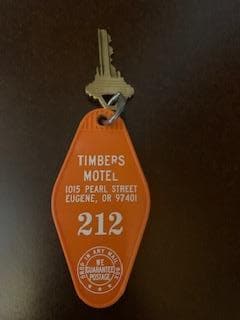 TIMBERS
MOTEL
1015 PEARL STREET
EUGENE, OR 97401
212
DROP IN ANY MAIL BOX
WE
GUARANTEE
POSTAGE